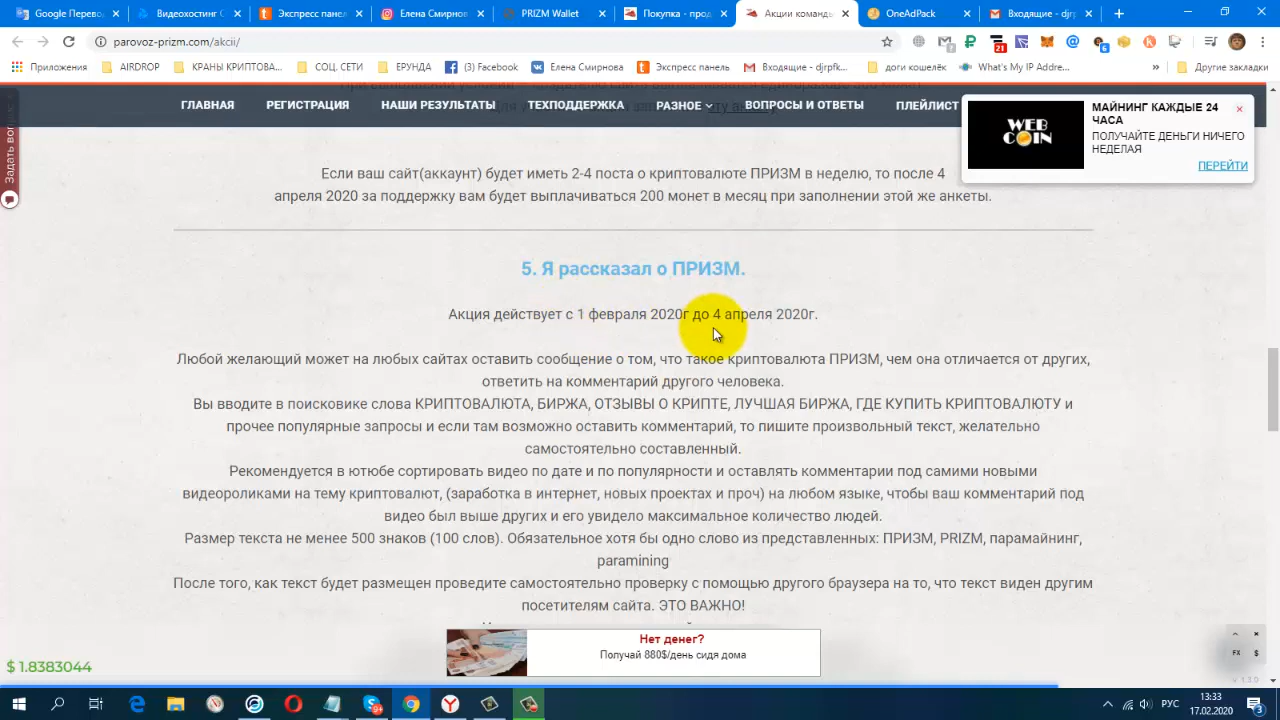 Google Перево
Видеохостинг
Экспресс панел
Елена Смирнов
PRIZM Wallet
Покупка - прод
Акции команды
OneAdPack
Входящие - djrp
parovoz-prizm.com/akcii/
Приложения
AIRDROP
КРАНЫ КРИПТОВА...
СОЦ. СЕТИ
ЕРУНДА
(3) Facebook
Елена Смирнова
Экспресс панель
Входящие - djrpfk...
доги кошелёк
What's My IP Addre...
»
Другие закладки
ГЛАВНАЯ
РЕГИСТРАЦИЯ
НАШИ РЕЗУЛЬТАТЫ
ТЕХПОДДЕРЖКА
РАЗНОЕ
ВОПРОСЫ И ОТВЕТЫ
ПЛЕЙЛИСТ
МАЙНИНГ КАЖДЫЕ 24
ЧАСА
ПОЛУЧАЙТЕ ДЕНЬГИ НИЧЕГО
НЕДЕЛАЯ
ПЕРЕЙТИ
WEB
COIN
Задать вопрос
Если ваш сайт(аккаунт) будет иметь 2-4 поста о криптовалюте ПРИЗМ в неделю, то после 4
апреля 2020 за поддержку вам будет выплачиваться 200 монет в месяц при заполнении этой же анкеты.
5. Я рассказал о ПРИЗМ.
Акция действует с 1 февраля 2020г до 4 апреля 2020г.
Любой желающий может на любых сайтах оставить сообщение о том, что такое криптовалюта ПРИЗМ, чем она отличается от других,
ответить на комментарий другого человека.
Вы вводите в поисковике слова КРИПТОВАЛЮТА, БИРЖА, ОТЗЫВЫ О КРИПТЕ, ЛУЧШАЯ БИРЖА, ГДЕ КУПИТЬ КРИПТОВАЛЮТУ и
прочее популярные запросы и если там возможно оставить комментарий, то пишите произвольный текст, желательно
самостоятельно составленный.
Рекомендуется в ютюбе сортировать видео по дате и по популярности и оставлять комментарии под самими новыми
видеороликами на тему криптовалют, (заработка в интернет, новых проектах и проч) на любом языке, чтобы ваш комментарий под
видео был выше других и его увидело максимальное количество людей.
Размер текста не менее 500 знаков (100 слов). Обязательное хотя бы одно слово из представленных: ПРИЗМ, PRIZM, парамайнинг,
paramining
После того, как текст будет размещен проведите самостоятельно проверку с помощью другого браузера на то, что текст виден другим
посетителям сайта. ЭТО ВАЖНО!
Нет денег?
Получай 880$/день сидя дома
$ 1.8383044
FX $
v 1.3.0
РУС
13:33
17.02.2020